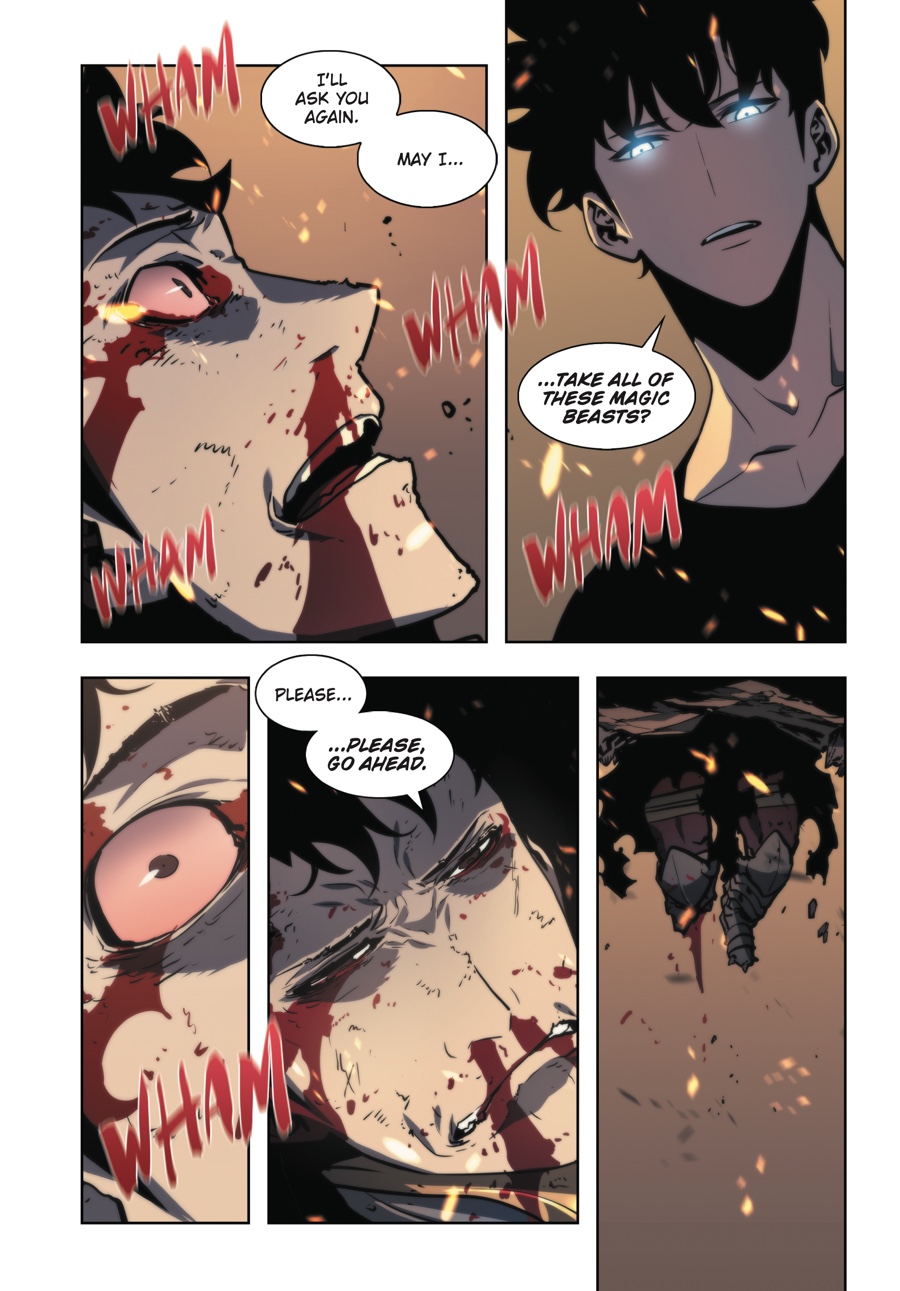 WHAM
I'LL
ASK YOU
AGAIN.
MAY I...
WHAM
WHAM
...TAKE ALL OF
THESE MAGIC
BEASTS?
WHAM
PLEASE...
...PLEASE,
GO AHEAD.
WHAM